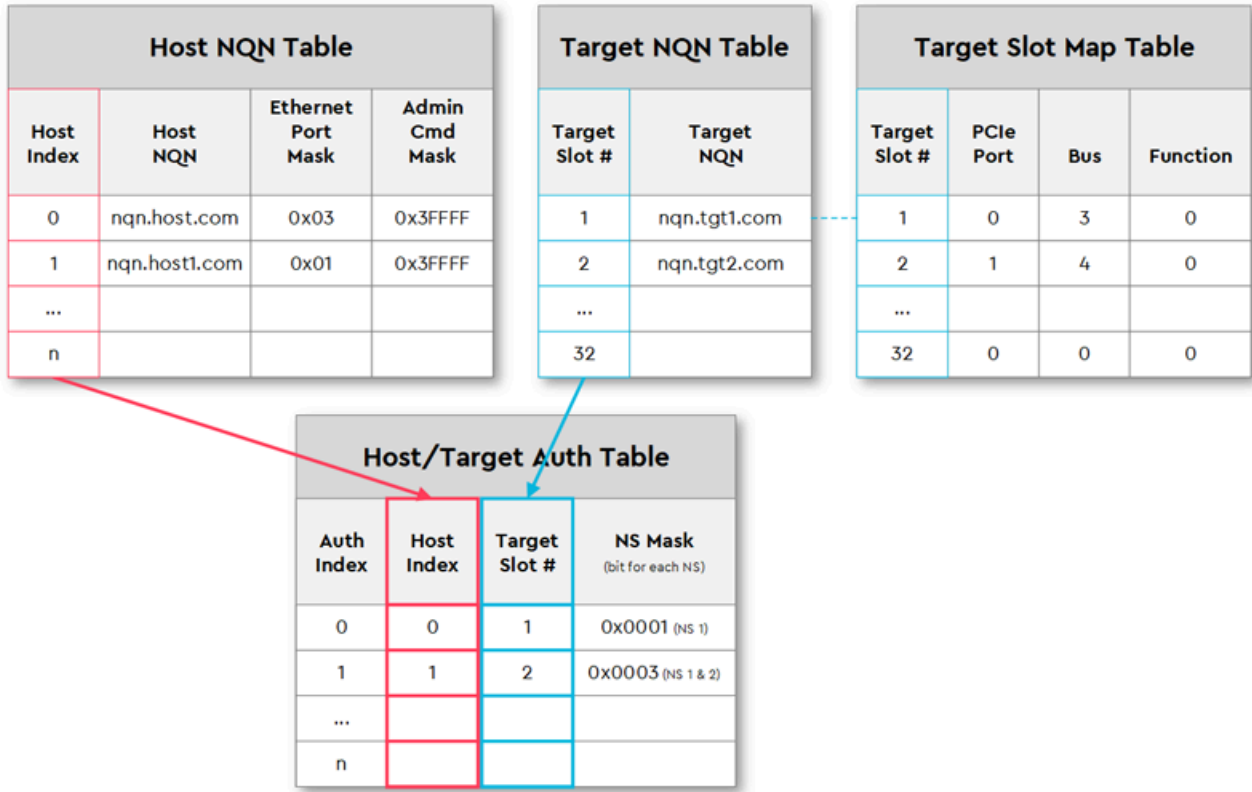 Host NQN Table
Host Index	Host NQN	Ethernet Port Mask	Admin Cmd Mask
0	nqn.host.com	0x03	0x3FFFF
1	nqn.host1.com	0x01	0x3FFFF
...
n
Target NQN Table
Target Slot #	Target NQN
1	nqn.tgt1.com
2	nqn.tgt2.com
...
32
Target Slot Map Table
Target Slot #	PCIe Port	Bus	Function
1	0	3	0
2	1	4	0
...
32	0	0	0
Host/Target Auth Table
Auth Index	Host Index	Target Slot #	NS Mask (bit for each NS)
0	0	1	0x0001 (NS 1)
1	1	2	0x0003 (NS 1 & 2)
...
n